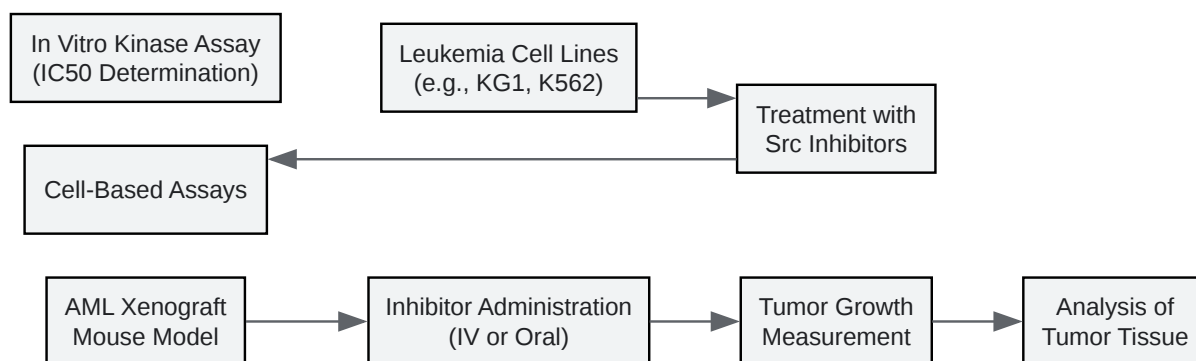 In Vitro Kinase Assay
(IC50 Determination)
Leukemia Cell Lines
(e.g., KG1, K562)
Treatment with
Src Inhibitors
Cell-Based Assays
AML Xenograft
Mouse Model
Inhibitor Administration
(IV or Oral)
Tumor Growth
Measurement
Analysis of
Tumor Tissue